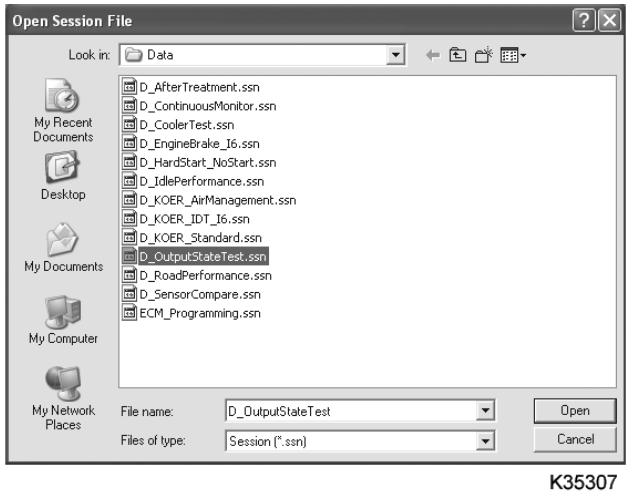 Open Session File
Look in: Data
My Recent
Documents
Desktop
My Documents
My Computer
My Network
Places
D_AfterTreatment.ssn
D_ContinuousMonitor.ssn
D_CoolerTest.ssn
D_EngineBrake_I6.ssn
D_HardStart_NoStart.ssn
D_IdlePerformance.ssn
D_KOER_AirManagement.ssn
D_KOER_IDT_I6.ssn
D_KOER_Standard.ssn
D_OutputStateTest.ssn
D_RoadPerformance.ssn
D_SensorCompare.ssn
ECM_Programming.ssn
File name: D_OutputStateTest Open
Files of type: Session (*.ssn) Cancel
K35307